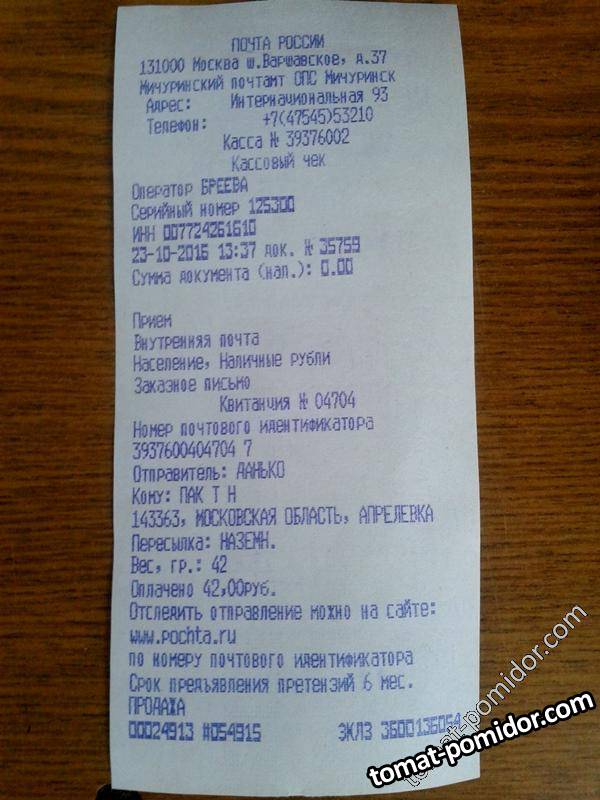 ПОЧТА РОССИИ
131000 Москва ш.Варшавское, д.37
Мичуринский почтамт ОПС Мичуринск
Адрес: Интернациональная 93
Телефон: +7(47545)53210
Касса № 39376002
Кассовый чек
Оператор БРЕЕВА
Серийный номер 125300
ИНН 007724261610
23-10-2016 13:37 док. № 35759
Сумма документа (нал.): 0.00
Прием
Внутренняя почта
Население, Наличные рубли
Заказное письмо
Квитанция № 04704
Номер почтового идентификатора
3937600404704 7
Отправитель: ДАНЬКО
Кому: ПАК Т Н
143363, МОСКОВСКАЯ ОБЛАСТЬ, АПРЕЛЕВКА
Пересылка: НАЗЕМН.
Вес, гр.: 42
Оплачено 42,00руб.
Отследить отправление можно на сайте:
www.pochta.ru
по номеру почтового идентификатора
Срок предъявления претензий 6 мес.
ПРОДАЖА
00024913 #054915 ЭКЛЗ 3600136054
tomat-pomidor.com
tomat-pomidor.com